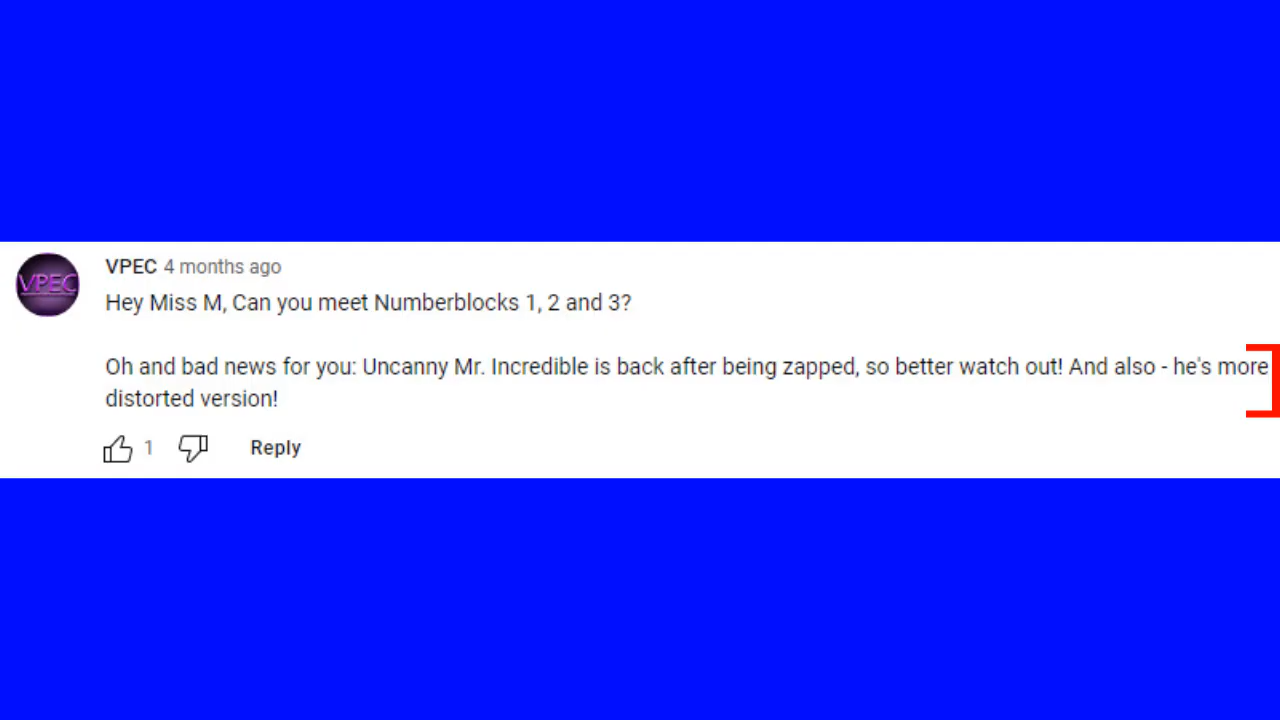 VPEC
VPEC 4 months ago
Hey Miss M, Can you meet Numberblocks 1, 2 and 3?
Oh and bad news for you: Uncanny Mr. Incredible is back after being zapped, so better watch out! And also - he's more
distorted version!
1 Reply